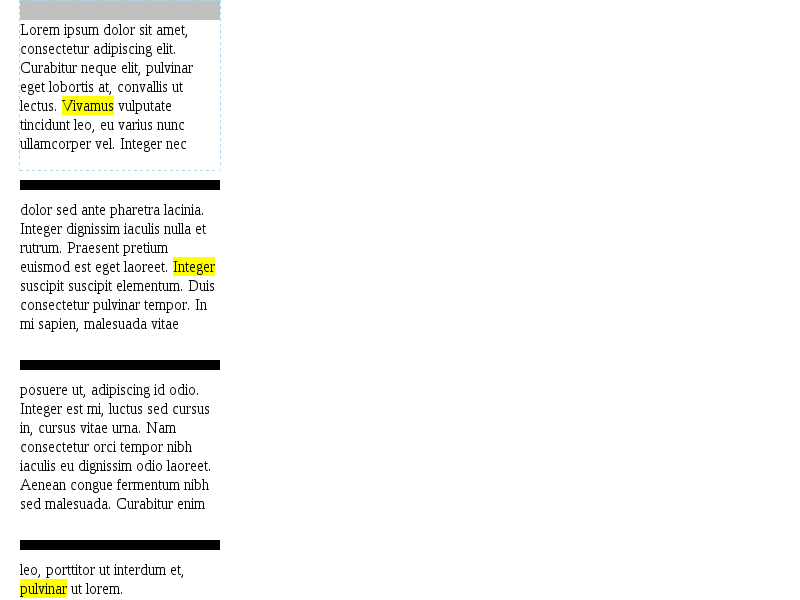 Lorem ipsum dolor sit amet,
consectetur adipiscing elit.
Curabitur neque elit, pulvinar
eget lobortis at, convallis ut
lectus. Vivamus vulputate
tincidunt leo, eu varius nunc
ullamcorper vel. Integer nec
dolor sed ante pharetra lacinia.
Integer dignissim iaculis nulla et
rutrum. Praesent pretium
euismod est eget laoreet. Integer
suscipit suscipit elementum. Duis
consectetur pulvinar tempor. In
mi sapien, malesuada vitae
posuere ut, adipiscing id odio.
Integer est mi, luctus sed cursus
in, cursus vitae urna. Nam
consectetur orci tempor nibh
iaculis eu dignissim odio laoreet.
Aenean congue fermentum nibh
sed malesuada. Curabitur enim
leo, porttitor ut interdum et,
pulvinar ut lorem.